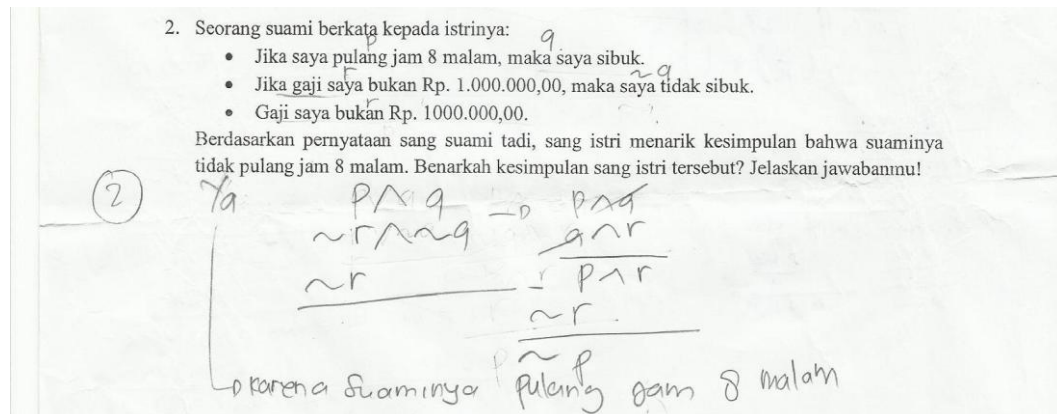 2. Seorang suami berkata kepada istrinya:
p q
• Jika saya pulang jam 8 malam, maka saya sibuk.
r ~q
• Jika gaji saya bukan Rp. 1.000.000,00, maka saya tidak sibuk.
r
• Gaji saya bukan Rp. 1000.000,00.
Berdasarkan pernyataan sang suami tadi, sang istri menarik kesimpulan bahwa suaminya
tidak pulang jam 8 malam. Benarkah kesimpulan sang istri tersebut? Jelaskan jawabanmu!
2 Ya p∧q → p∧q
~r∧~q q∧r
~r p∧r
~r
~p
→ karena suaminya pulang jam 8 malam